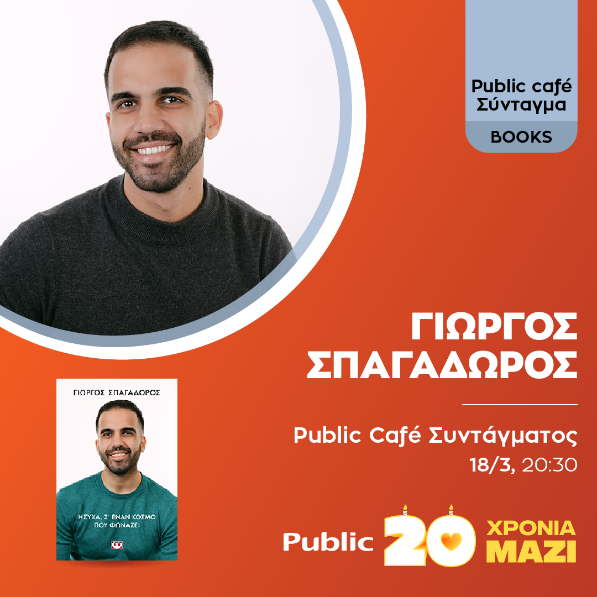 Public café
Σύνταγμα
BOOKS
ΓΙΩΡΓΟΣ
ΣΠΑΓΑΔΩΡΟΣ
Public Café Συντάγματος
18/3, 20:30
ΓΙΩΡΓΟΣ ΣΠΑΓΑΔΩΡΟΣ
ΗΣΥΧΑ, Σ' ΕΝΑΝ ΚΟΣΜΟ
ΠΟΥ ΦΩΝΑΖΕΙ
Public 20 ΧΡΟΝΙΑ
ΜΑΖΙ